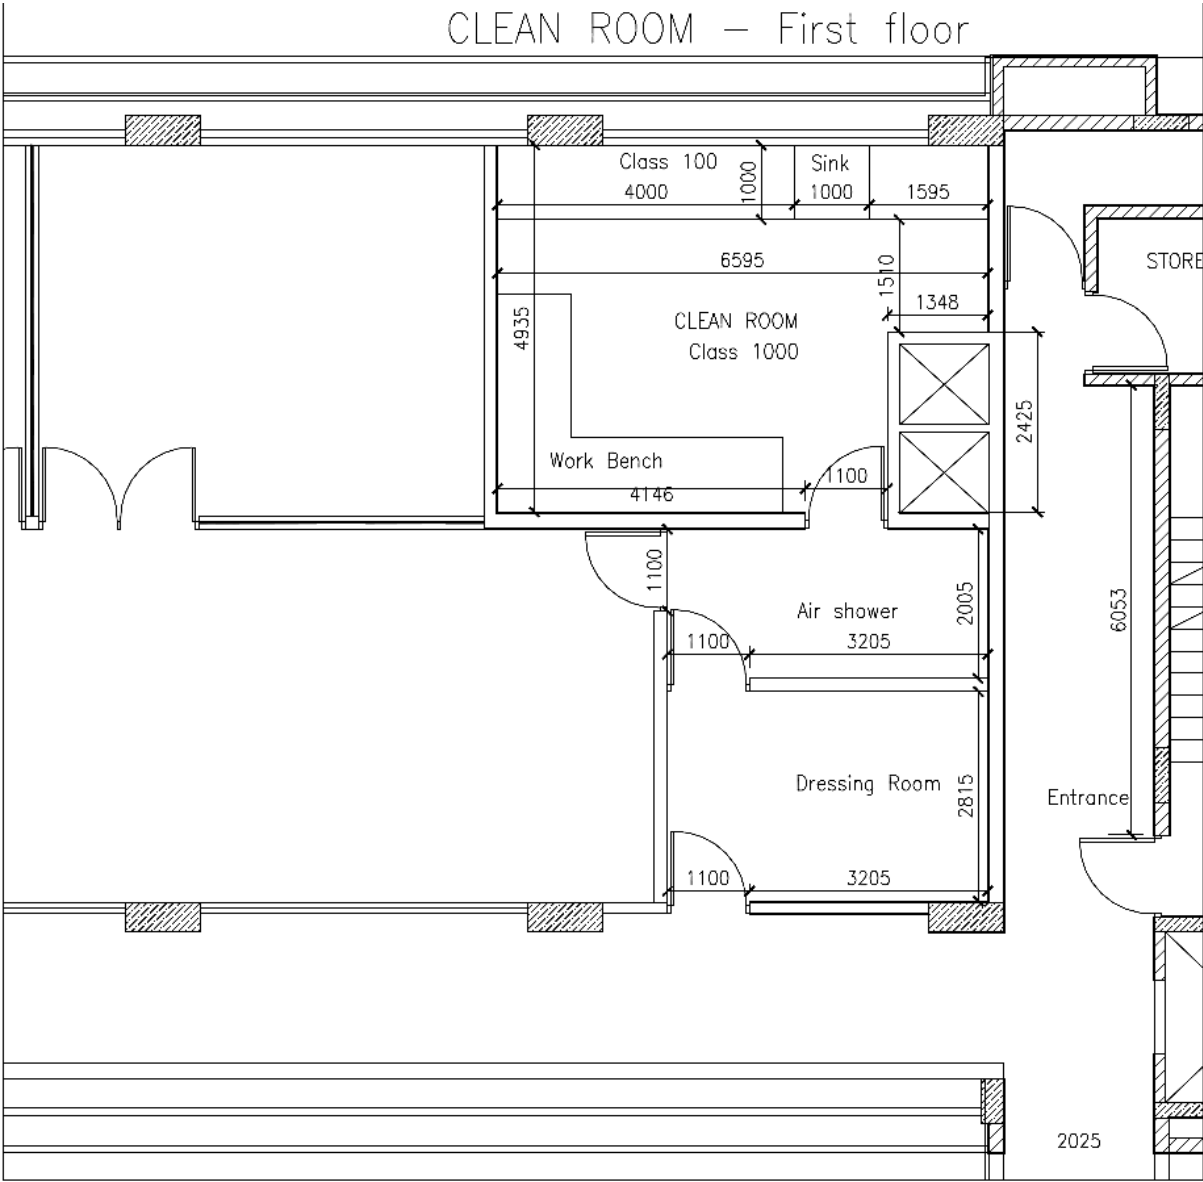 CLEAN ROOM – First floor
Class 100
Sink
4000
1000
1000
1595
6595
1510
STORE
1348
4935
CLEAN ROOM
Class 1000
2425
Work Bench
4146
1100
1100
Air shower
2005
6053
1100
3205
Dressing Room
2815
Entrance
1100
3205
2025